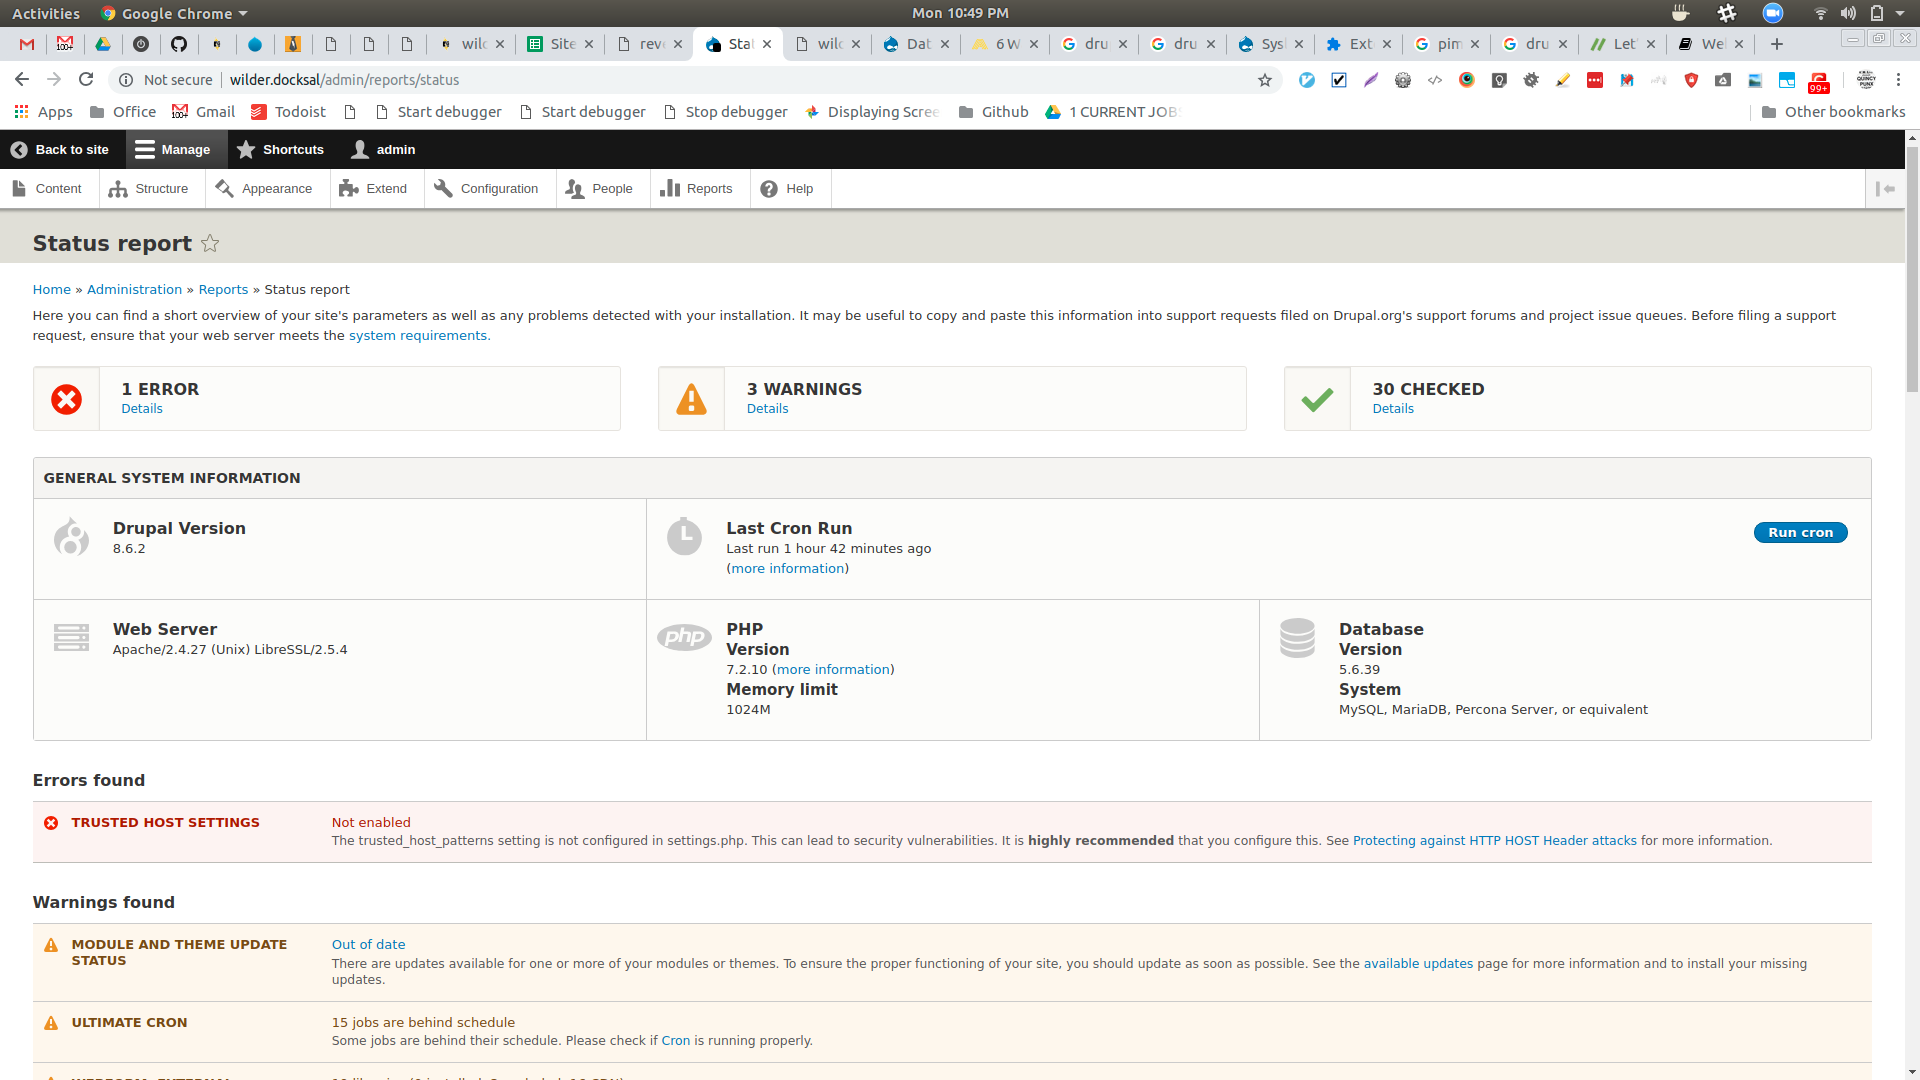 Activities Google Chrome Mon 10:49 PM
wild Site reve Stat wild Dat 6 W dru dru Sys Ext pim dru Let' We
Not secure wilder.docksal/admin/reports/status 99+
Apps Office Gmail Todoist Start debugger Start debugger Stop debugger Displaying Scre Github 1 CURRENT JOB Other bookmarks
Back to site Manage Shortcuts admin
Content Structure Appearance Extend Configuration People Reports Help
Status report
Home » Administration » Reports » Status report
Here you can find a short overview of your site's parameters as well as any problems detected with your installation. It may be useful to copy and paste this information into support requests filed on Drupal.org's support forums and project issue queues. Before filing a support
request, ensure that your web server meets the system requirements.
1 ERROR
Details
3 WARNINGS
Details
30 CHECKED
Details
GENERAL SYSTEM INFORMATION
Drupal Version
8.6.2
Last Cron Run
Last run 1 hour 42 minutes ago
(more information)
Run cron
Web Server
Apache/2.4.27 (Unix) LibreSSL/2.5.4
php
PHP
Version
7.2.10 (more information)
Memory limit
1024M
Database
Version
5.6.39
System
MySQL, MariaDB, Percona Server, or equivalent
Errors found
TRUSTED HOST SETTINGS
Not enabled
The trusted_host_patterns setting is not configured in settings.php. This can lead to security vulnerabilities. It is highly recommended that you configure this. See Protecting against HTTP HOST Header attacks for more information.
Warnings found
MODULE AND THEME UPDATE
STATUS
Out of date
There are updates available for one or more of your modules or themes. To ensure the proper functioning of your site, you should update as soon as possible. See the available updates page for more information and to install your missing
updates.
ULTIMATE CRON
15 jobs are behind schedule
Some jobs are behind their schedule. Please check if Cron is running properly.